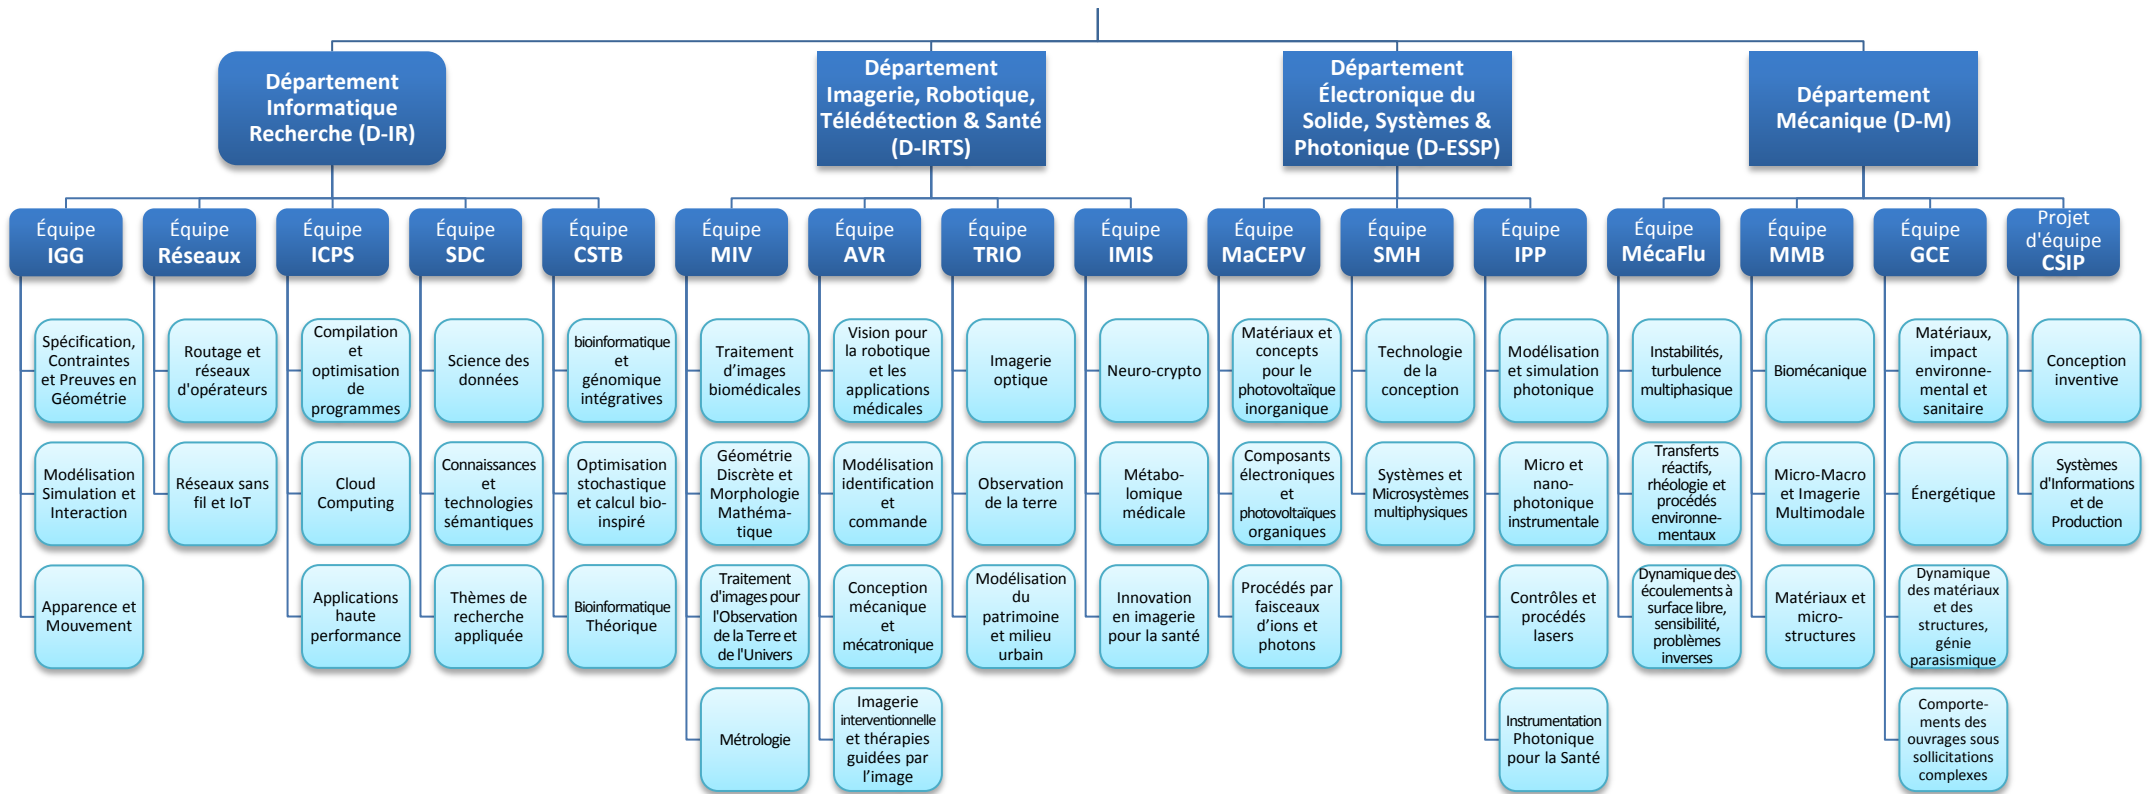 Département
Informatique
Recherche (D-IR)
Département
Imagerie, Robotique,
Télédétection & Santé
(D-IRTS)
Département
Électronique du
Solide, Systèmes &
Photonique (D-ESSP)
Département
Mécanique (D-M)
Équipe
IGG
Équipe
Réseaux
Équipe
ICPS
Équipe
SDC
Équipe
CSTB
Équipe
MIV
Équipe
AVR
Équipe
TRIO
Équipe
IMIS
Équipe
MaCEPV
Équipe
SMH
Équipe
IPP
Équipe
MécaFlu
Équipe
MMB
Équipe
GCE
Projet
d'équipe
CSIP
Spécification,
Contraintes
et Preuves en
Géométrie
Routage et
réseaux
d'opérateurs
Compilation
et
optimisation
de
programmes
Science des
données
bioinformatique
et
génomique
intégratives
Traitement
d’images
biomédicales
Vision pour
la robotique
et les
applications
médicales
Imagerie
optique
Neuro-crypto
Matériaux et
concepts
pour le
photovoltaïque
inorganique
Technologie
de la
conception
Modélisation
et simulation
photonique
Instabilités,
turbulence
multiphasique
Biomécanique
Matériaux,
impact
environne-
mental et
sanitaire
Conception
inventive
Modélisation
Simulation et
Interaction
Réseaux sans
fil et IoT
Cloud
Computing
Connaissances
et
technologies
sémantiques
Optimisation
stochastique
et calcul bio-
inspiré
Géométrie
Discrète et
Morphologie
Mathéma-
tique
Modélisation
identification
et
commande
Observation
de la terre
Métabo-
lomique
médicale
Composants
électroniques
et
photovoltaïques
organiques
Systèmes et
Microsystèmes
multiphysiques
Micro et
nano-
photonique
instrumentale
Transferts
réactifs,
rhéologie et
procédés
environne-
mentaux
Micro-Macro
et Imagerie
Multimodale
Énergétique
Systèmes
d'Informations
et de
Production
Apparence et
Mouvement
Applications
haute
performance
Thèmes de
recherche
appliquée
Bioinformatique
Théorique
Traitement
d'images pour
l'Observation
de la Terre et
de l'Univers
Conception
mécanique
et
mécatronique
Modélisation
du
patrimoine
et milieu
urbain
Innovation
en imagerie
pour la santé
Procédés par
faisceaux
d’ions et
photons
Contrôles et
procédés
lasers
Dynamique des
écoulements à
surface libre,
sensibilité,
problèmes
inverses
Matériaux et
micro-
structures
Dynamique
des matériaux
et des
structures,
génie
parasismique
Métrologie
Imagerie
interventionnelle
et thérapies
guidées par
l’image
Instrumentation
Photonique
pour la Santé
Comporte-
ments des
ouvrages sous
sollicitations
complexes